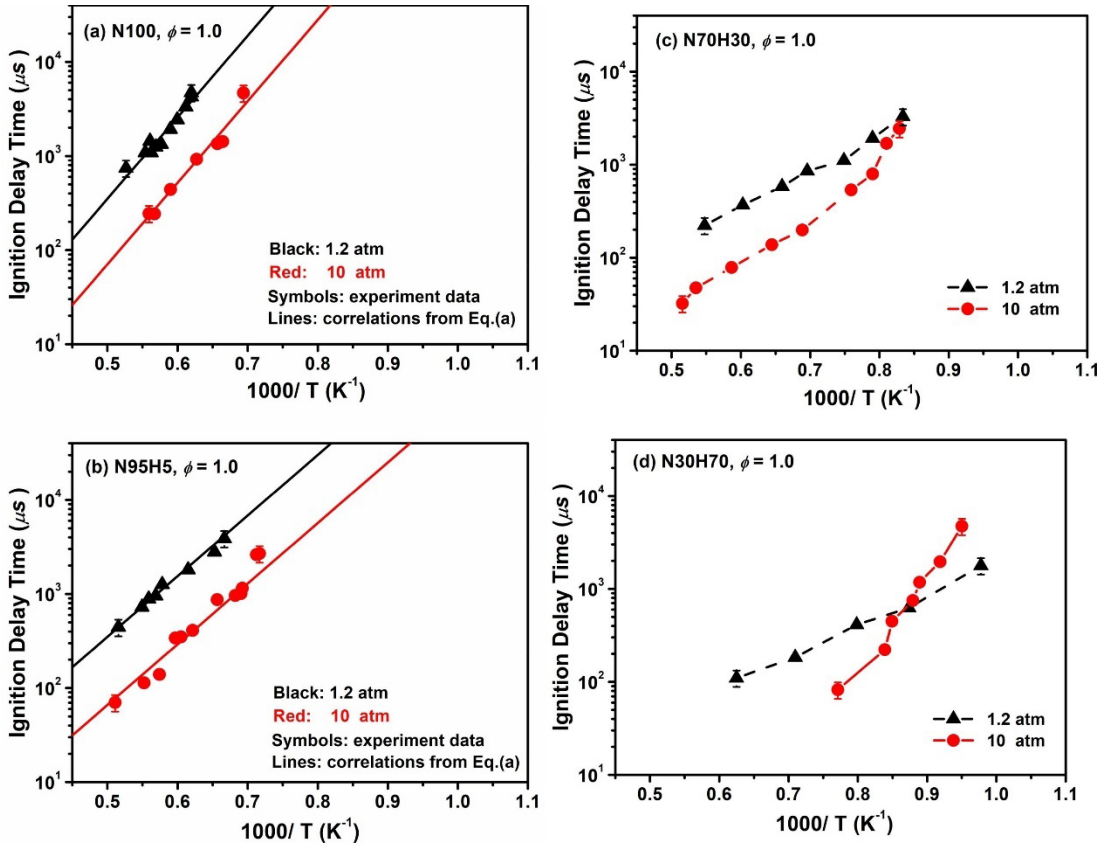 (a) N100, ϕ = 1.0
Ignition Delay Time (μs)
10⁴
10³
10²
10¹
Black: 1.2 atm
Red: 10 atm
Symbols: experiment data
Lines: correlations from Eq.(a)
0.5 0.6 0.7 0.8 0.9 1.0 1.1
1000/ T (K⁻¹)
(c) N70H30, ϕ = 1.0
Ignition Delay Time (μs)
10⁴
10³
10²
10¹
1.2 atm
10 atm
0.5 0.6 0.7 0.8 0.9 1.0 1.1
1000/ T (K⁻¹)
(b) N95H5, ϕ = 1.0
Ignition Delay Time (μs)
10⁴
10³
10²
10¹
Black: 1.2 atm
Red: 10 atm
Symbols: experiment data
Lines: correlations from Eq.(a)
0.5 0.6 0.7 0.8 0.9 1.0 1.1
1000/ T (K⁻¹)
(d) N30H70, ϕ = 1.0
Ignition Delay Time (μs)
10⁴
10³
10²
10¹
1.2 atm
10 atm
0.5 0.6 0.7 0.8 0.9 1.0 1.1
1000/ T (K⁻¹)